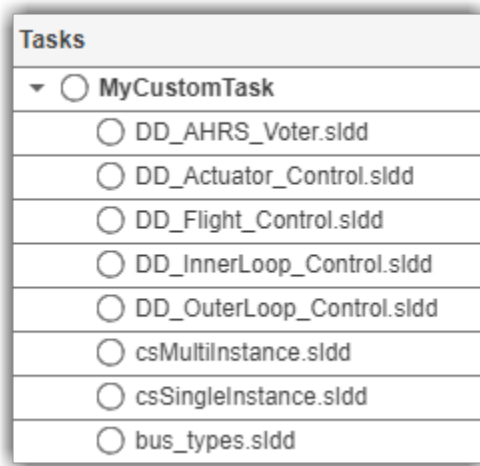 Tasks
MyCustomTask
DD_AHRS_Voter.sldd
DD_Actuator_Control.sldd
DD_Flight_Control.sldd
DD_InnerLoop_Control.sldd
DD_OuterLoop_Control.sldd
csMultiInstance.sldd
csSingleInstance.sldd
bus_types.sldd